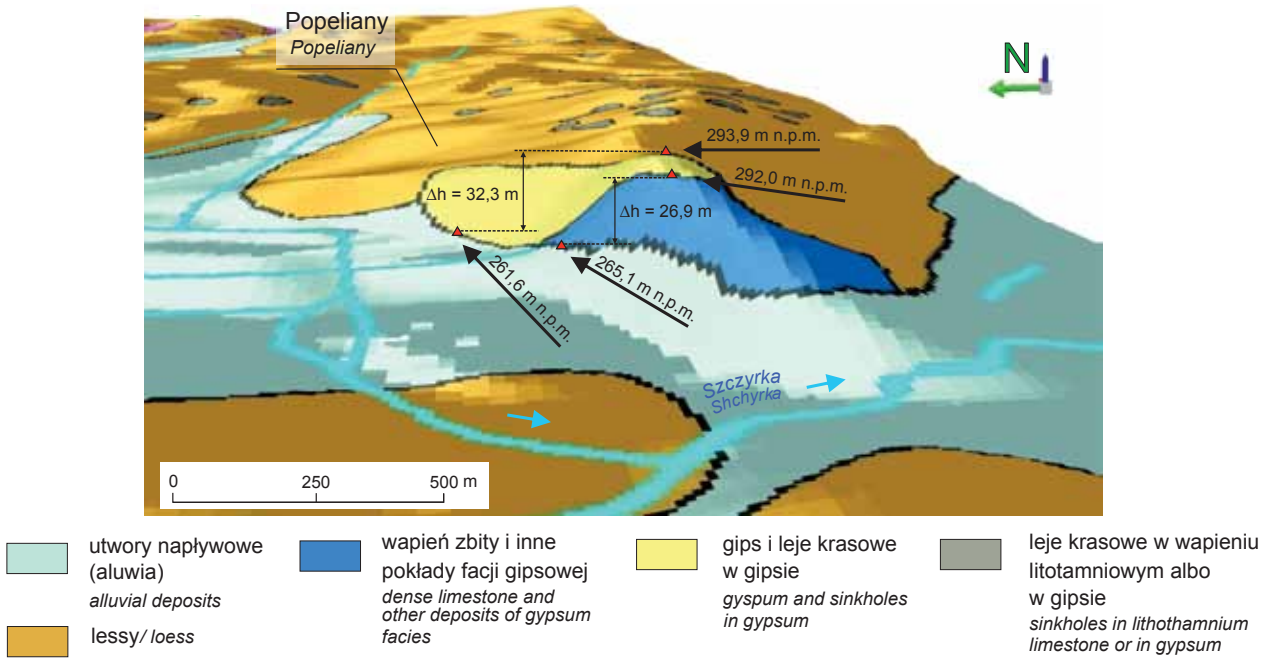 Popeliany
Popeliany
N
293,9 m n.p.m.
292,0 m n.p.m.
Δh = 32,3 m
Δh = 26,9 m
261,6 m n.p.m.
265,1 m n.p.m.
Szczyrka
Shchyrka
0 250 500 m
utwory napływowe
(aluwia)
alluvial deposits
lessy/ loess
wapień zbity i inne
pokłady facji gipsowej
dense limestone and
other deposits of gypsum
facies
gips i leje krasowe
w gipsie
gyspum and sinkholes
in gypsum
leje krasowe w wapieniu
litotamniowym albo
w gipsie
sinkholes in lithothamnium
limestone or in gypsum